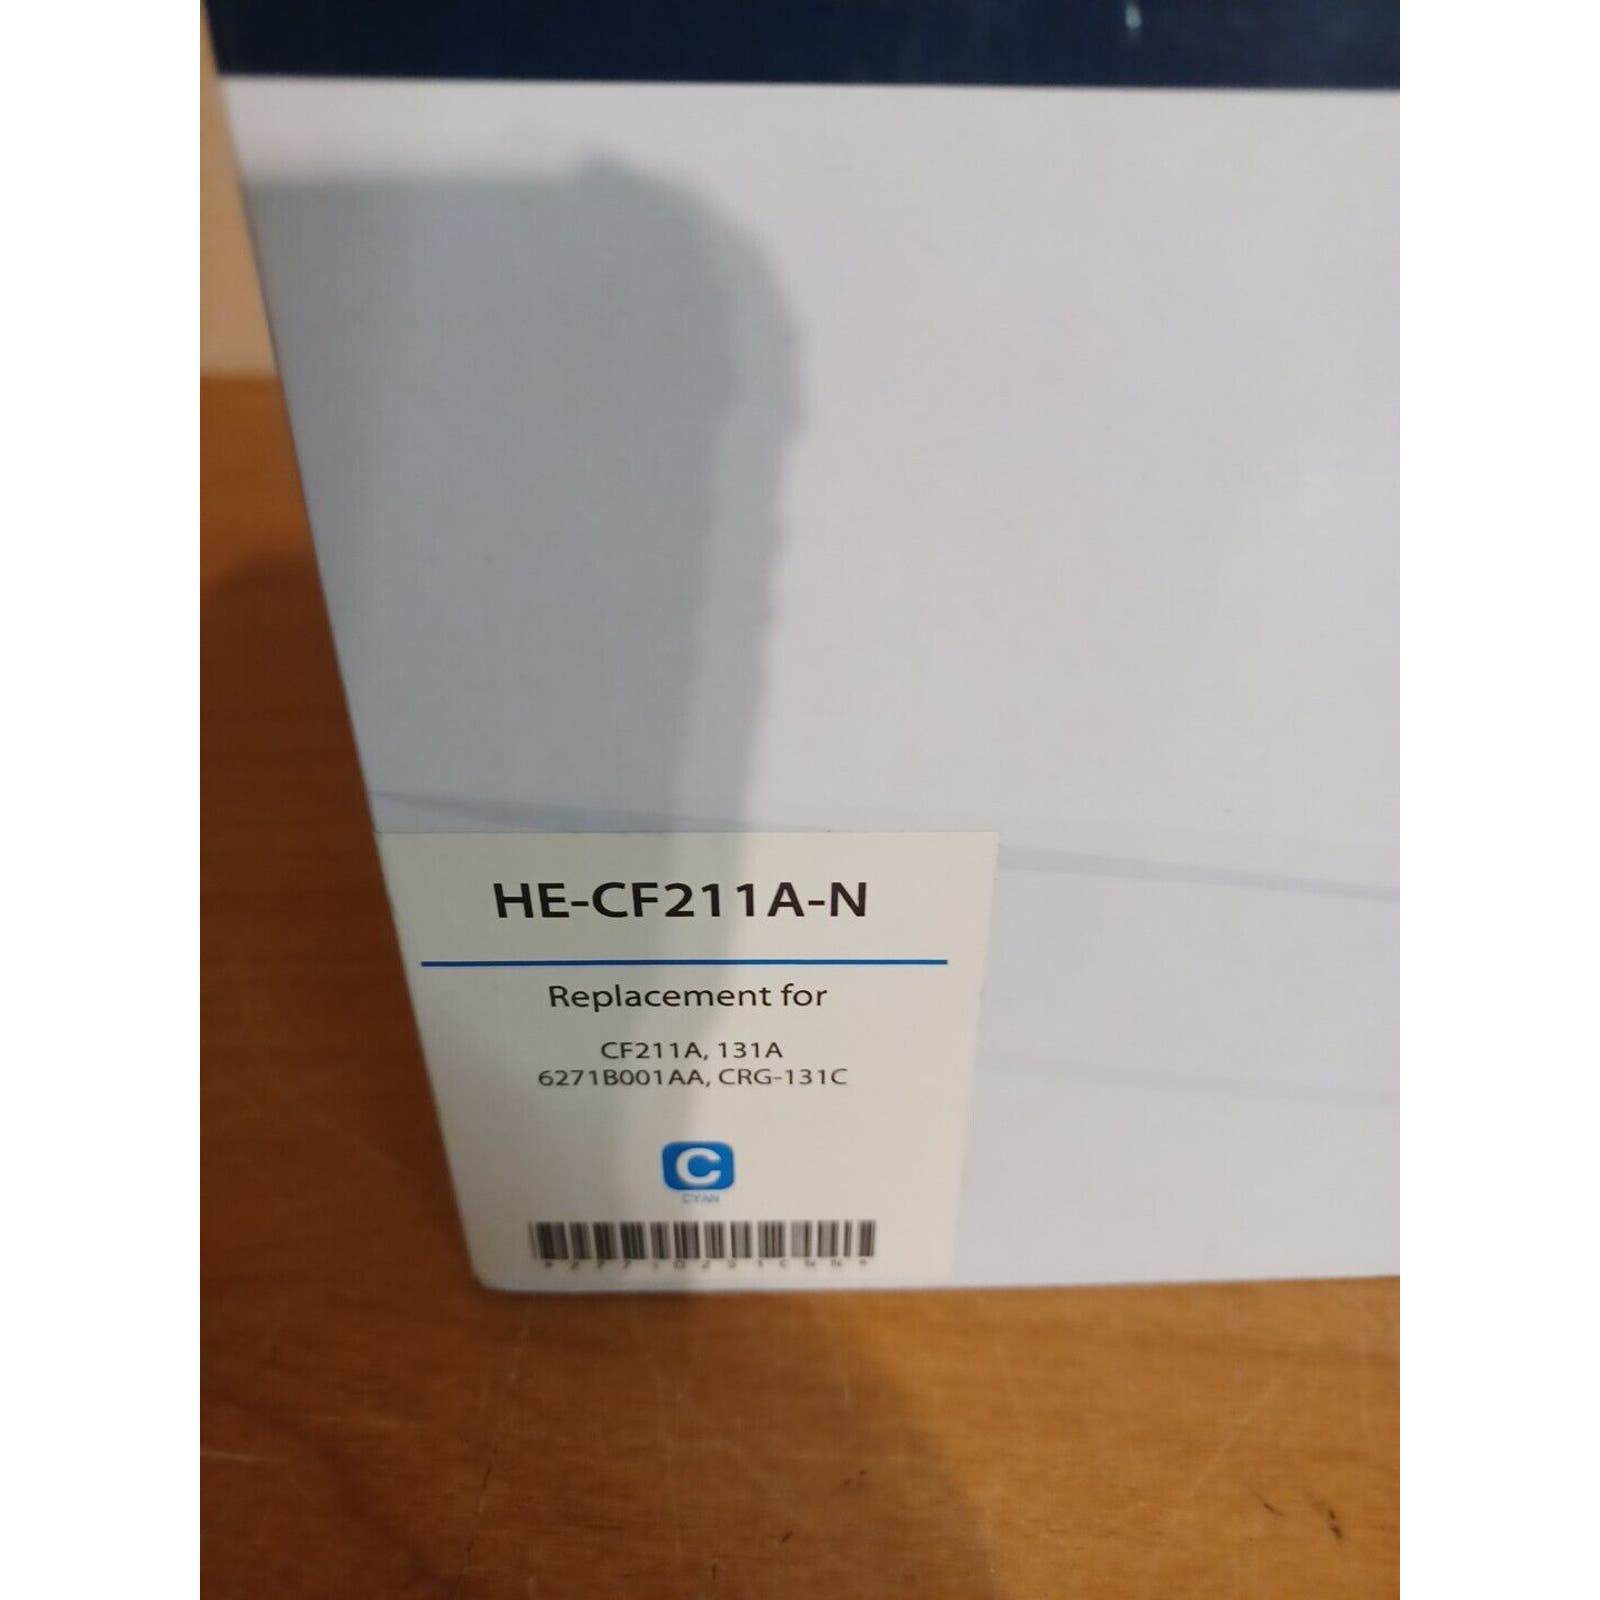 HE-CF211A-N
Replacement for
CF211A, 131A
6271B001AA, CRG-131C
C
CYAN